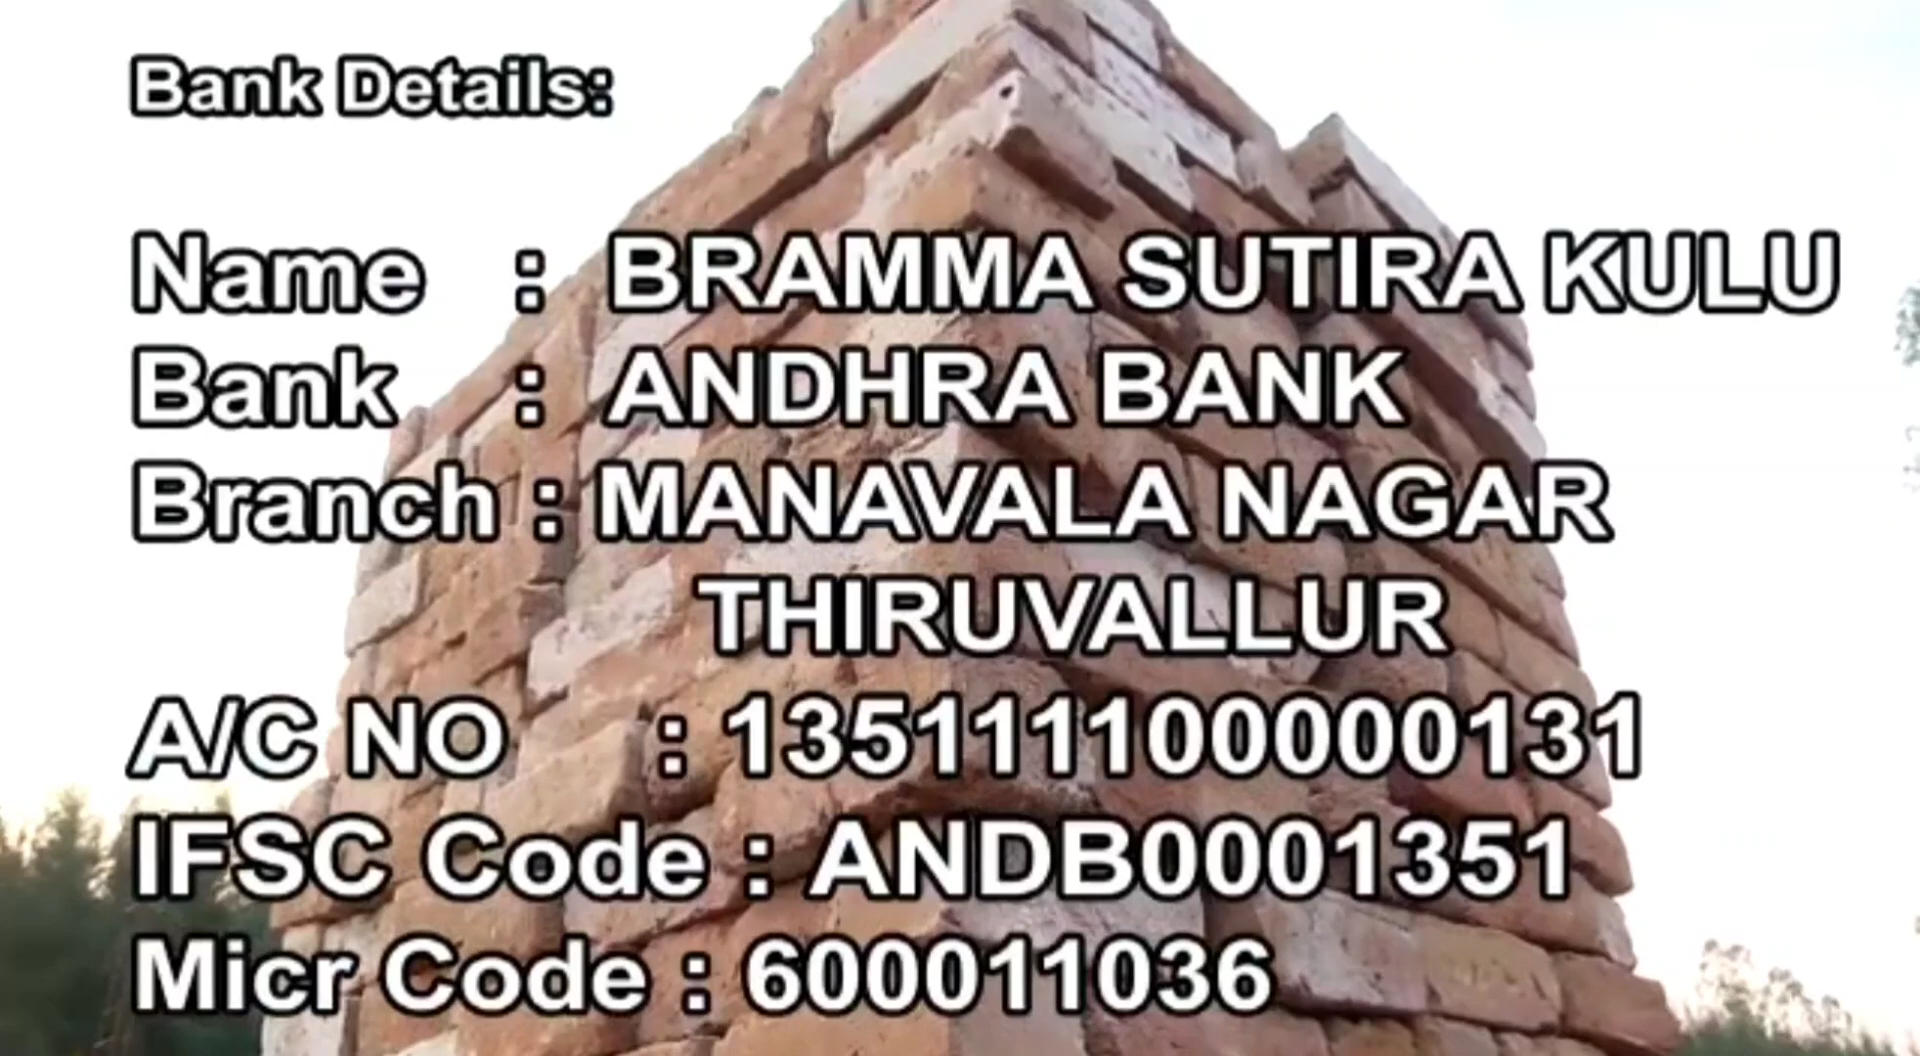 Bank Details:
Name : BRAMMA SUTIRA KULU
Bank : ANDHRA BANK
Branch : MANAVALA NAGAR
THIRUVALLUR
A/C NO : 135111100000131
IFSC Code : ANDB0001351
Micr Code : 600011036